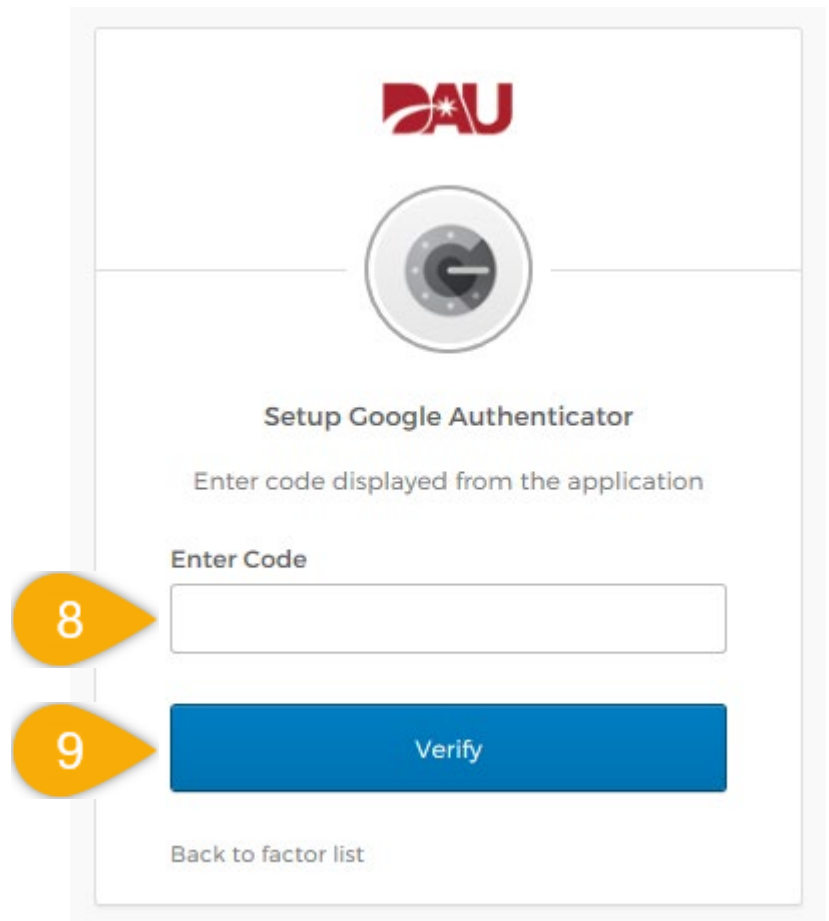 DAU
Setup Google Authenticator
Enter code displayed from the application
Enter Code
8
9
Verify
Back to factor list